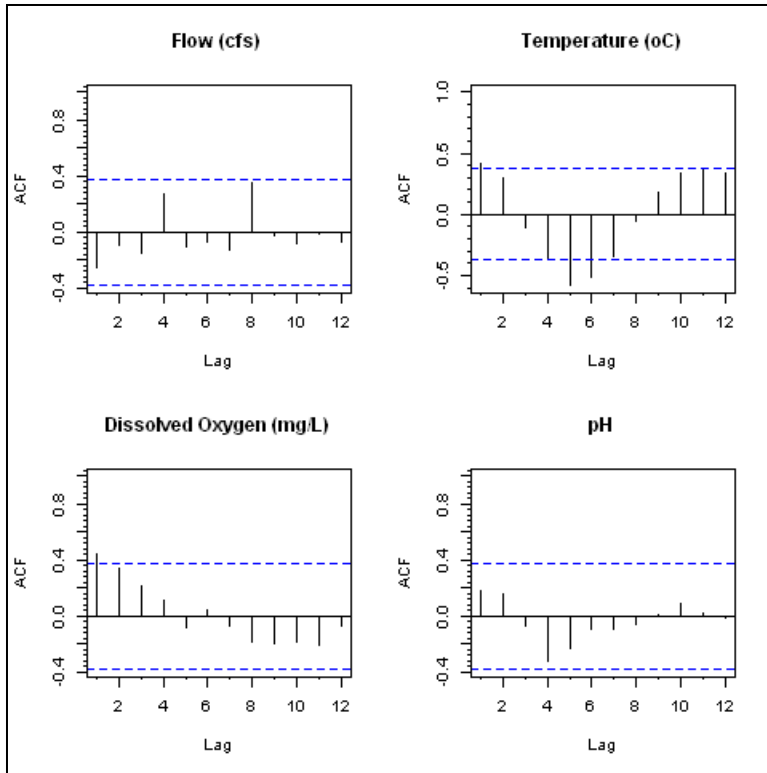 Flow (cfs)
ACF
0.8
0.4
0.0
-0.4
2 4 6 8 10 12
Lag
Temperature (oC)
ACF
1.0
0.5
0.0
-0.5
2 4 6 8 10 12
Lag
Dissolved Oxygen (mg/L)
ACF
0.8
0.4
0.0
-0.4
2 4 6 8 10 12
Lag
pH
ACF
0.8
0.4
0.0
-0.4
2 4 6 8 10 12
Lag